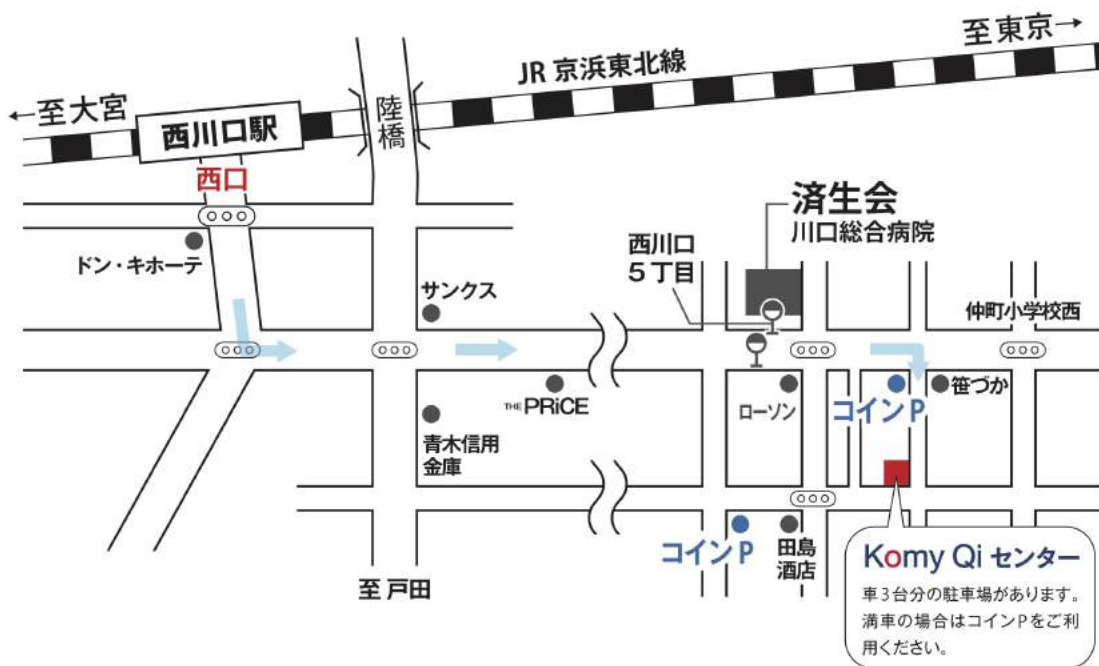 至東京→
JR 京浜東北線
←至大宮
西川口駅
陸橋
西口
済生会
川口総合病院
西川口
5丁目
ドン・キホーテ
サンクス
仲町小学校西
THE PRiCE
ローソン
コインP
笹づか
青木信用
金庫
コインP
田島
酒店
至戸田
Komy Qi センター
車3台分の駐車場があります。
満車の場合はコインPをご利
用ください。